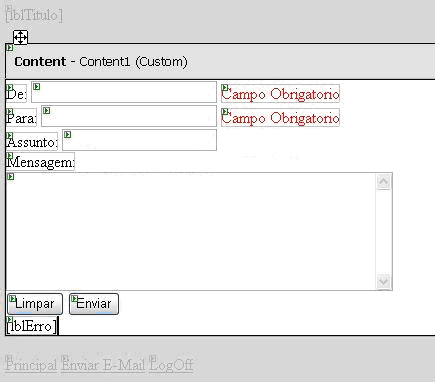 [lblTitulo]
Content - Content1 (Custom)
De: Campo Obrigatorio
Para: Campo Obrigatorio
Assunto:
Mensagem:
Limpar Enviar
[lblErro]
Principal Enviar E-Mail LogOff